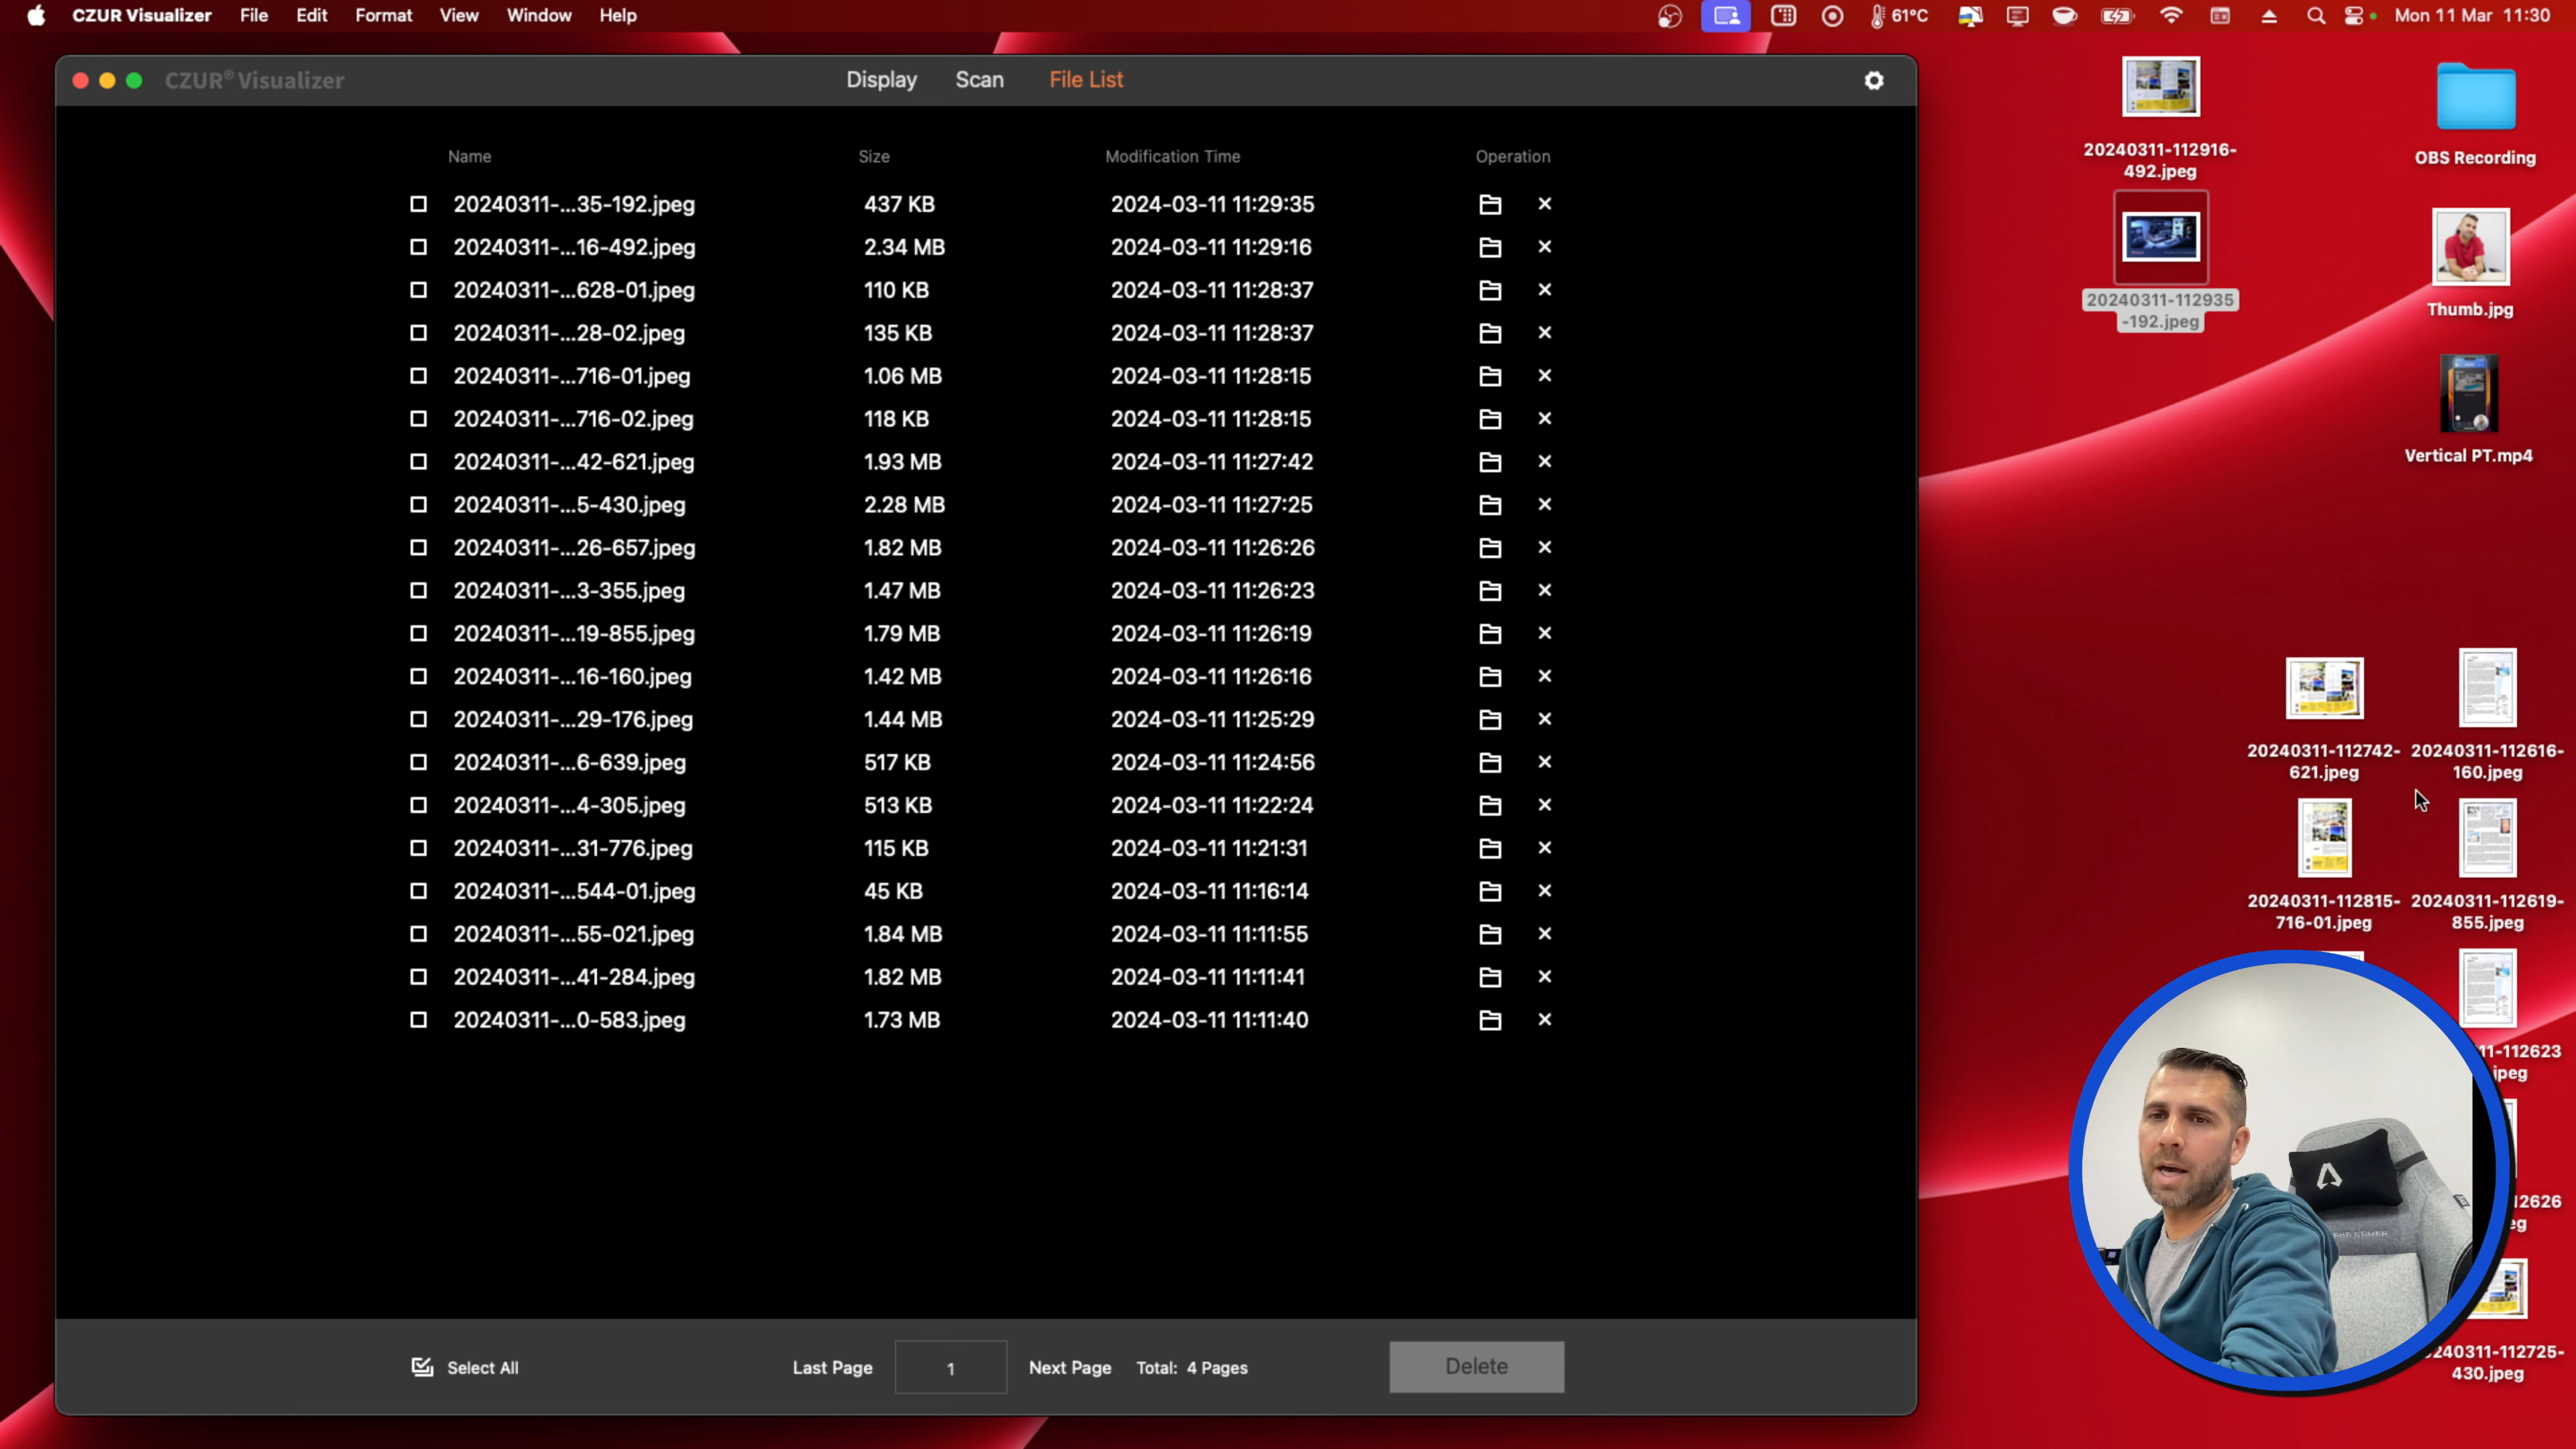 CZUR Visualizer File Edit Format View Window Help 61°C Mon 11 Mar 11:30
CZUR® Visualizer Display Scan File List
Name Size Modification Time Operation
20240311-...35-192.jpeg 437 KB 2024-03-11 11:29:35
20240311-...16-492.jpeg 2.34 MB 2024-03-11 11:29:16
20240311-...628-01.jpeg 110 KB 2024-03-11 11:28:37
20240311-...28-02.jpeg 135 KB 2024-03-11 11:28:37
20240311-...716-01.jpeg 1.06 MB 2024-03-11 11:28:15
20240311-...716-02.jpeg 118 KB 2024-03-11 11:28:15
20240311-...42-621.jpeg 1.93 MB 2024-03-11 11:27:42
20240311-...5-430.jpeg 2.28 MB 2024-03-11 11:27:25
20240311-...26-657.jpeg 1.82 MB 2024-03-11 11:26:26
20240311-...3-355.jpeg 1.47 MB 2024-03-11 11:26:23
20240311-...19-855.jpeg 1.79 MB 2024-03-11 11:26:19
20240311-...16-160.jpeg 1.42 MB 2024-03-11 11:26:16
20240311-...29-176.jpeg 1.44 MB 2024-03-11 11:25:29
20240311-...6-639.jpeg 517 KB 2024-03-11 11:24:56
20240311-...4-305.jpeg 513 KB 2024-03-11 11:22:24
20240311-...31-776.jpeg 115 KB 2024-03-11 11:21:31
20240311-...544-01.jpeg 45 KB 2024-03-11 11:16:14
20240311-...55-021.jpeg 1.84 MB 2024-03-11 11:11:55
20240311-...41-284.jpeg 1.82 MB 2024-03-11 11:11:41
20240311-...0-583.jpeg 1.73 MB 2024-03-11 11:11:40
Select All Last Page 1 Next Page Total: 4 Pages Delete
20240311-112916-
492.jpeg
20240311-112935
-192.jpeg
OBS Recording
Thumb.jpg
Vertical PT.mp4
20240311-112742-
621.jpeg
20240311-112616-
160.jpeg
20240311-112815-
716-01.jpeg
20240311-112619-
855.jpeg
11-112623
jpeg
12626
eg
240311-112725-
430.jpeg